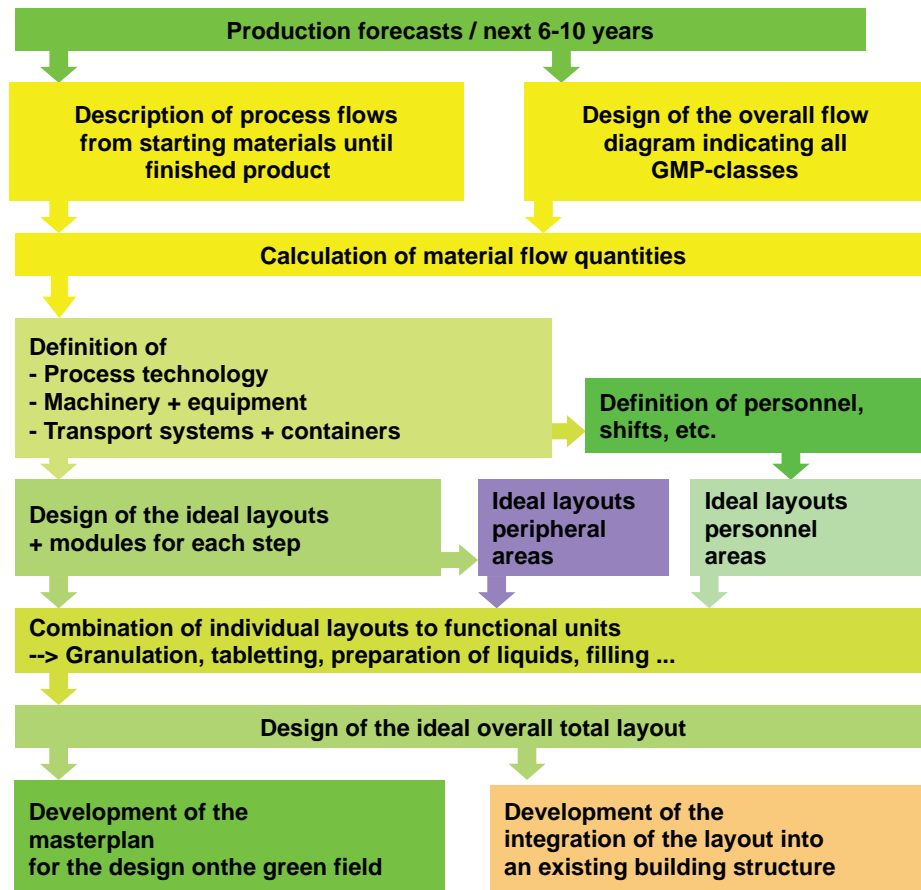 Production forecasts / next 6-10 years
Description of process flows
from starting materials until
finished product
Design of the overall flow
diagram indicating all
GMP-classes
Calculation of material flow quantities
Definition of
- Process technology
- Machinery + equipment
- Transport systems + containers
Definition of personnel,
shifts, etc.
Design of the ideal layouts
+ modules for each step
Ideal layouts
peripheral
areas
Ideal layouts
personnel
areas
Combination of individual layouts to functional units
--> Granulation, tabletting, preparation of liquids, filling ...
Design of the ideal overall total layout
Development of the
masterplan
for the design onthe green field
Development of the
integration of the layout into
an existing building structure